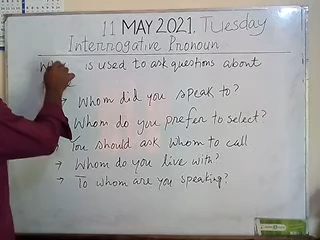 11 MAY 2021, Tuesday
Interrogative Pronoun
is used to ask questions about
→ Whom did you speak to?
Whom do you prefer to select?
You should ask whom to call
→ Whom do you live with?
→ To whom are you speaking?